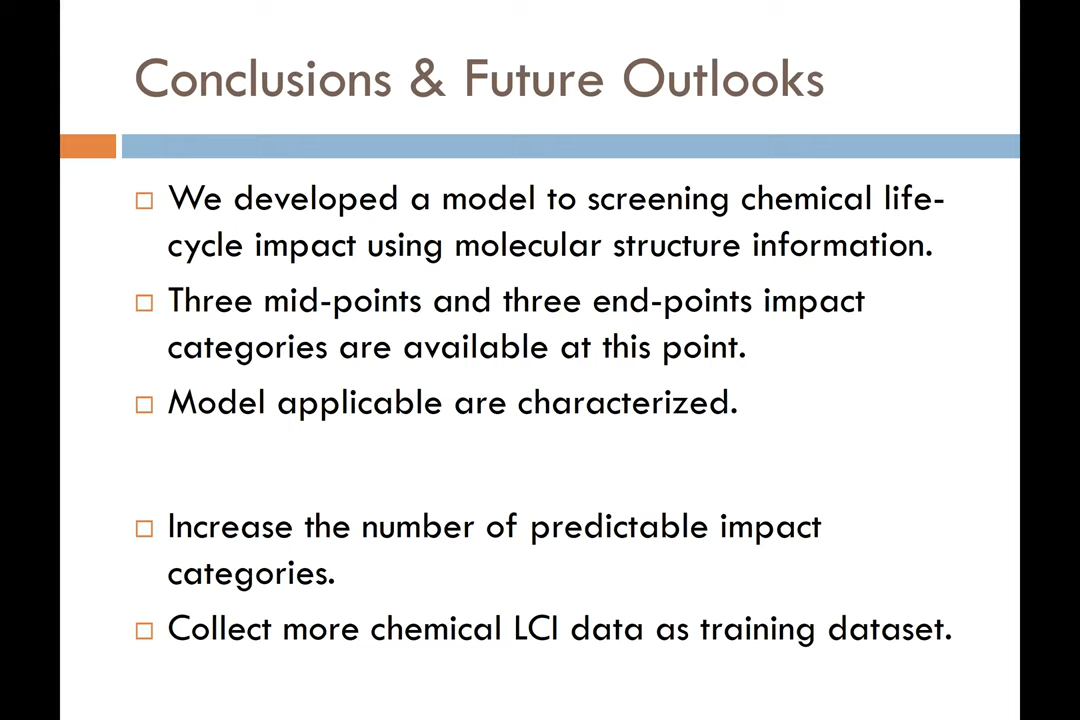 Conclusions & Future Outlooks
We developed a model to screening chemical life-
cycle impact using molecular structure information.
Three mid-points and three end-points impact
categories are available at this point.
Model applicable are characterized.
Increase the number of predictable impact
categories.
Collect more chemical LCI data as training dataset.